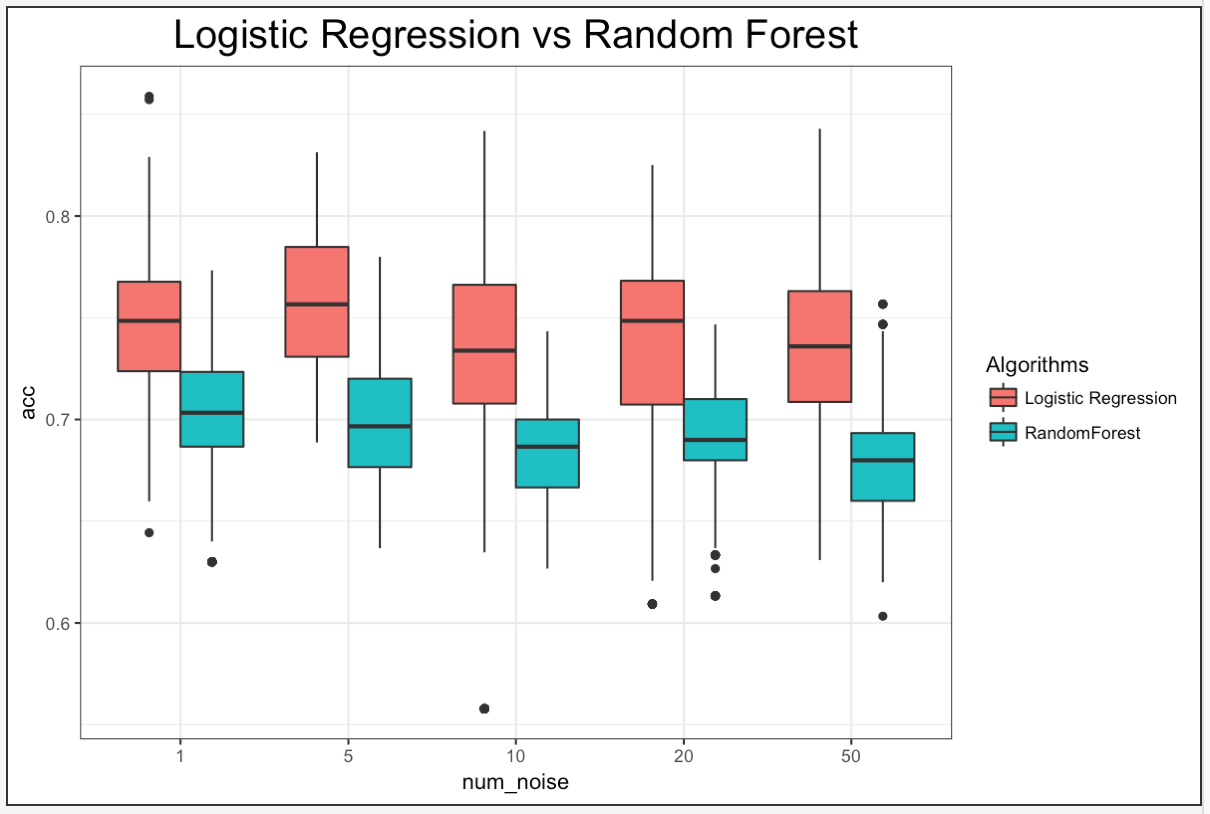 Logistic Regression vs Random Forest
acc
0.8
0.7
0.6
1 5 10 20 50
num_noise
Algorithms
Logistic Regression
RandomForest